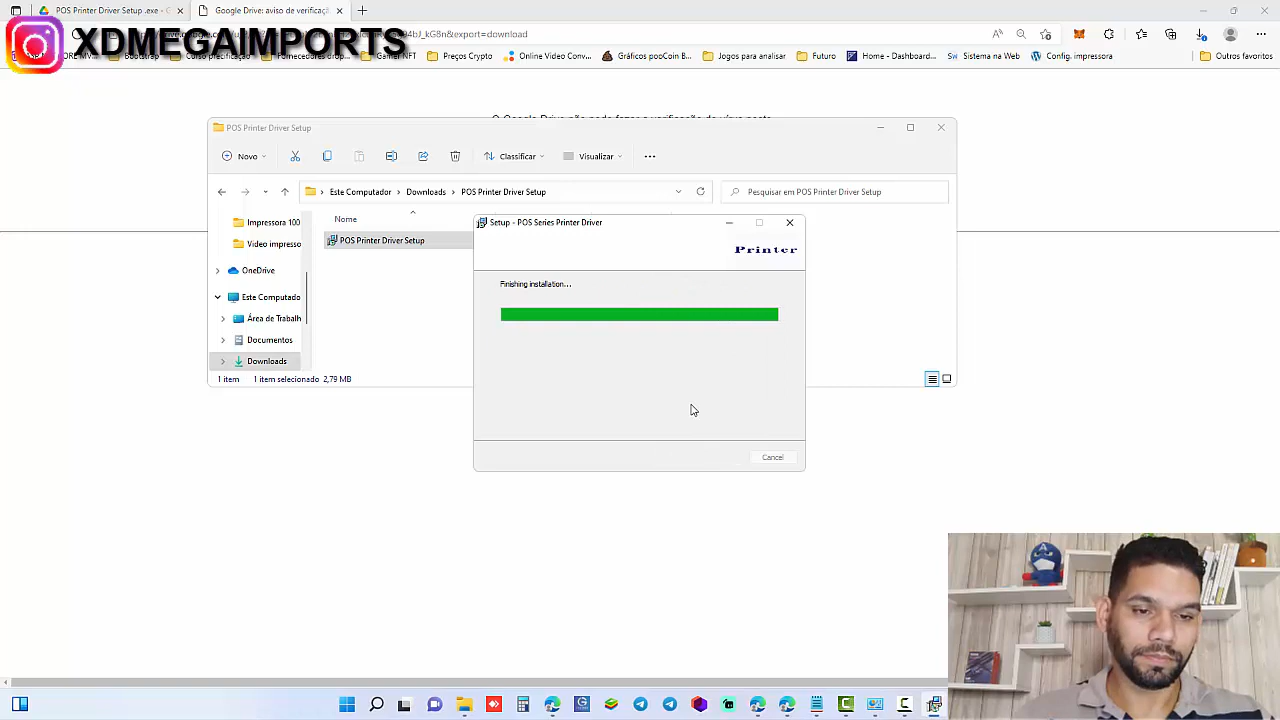 POS Printer Driver Setup .exe -
Google Drive: aviso de verificaçã
XDMEGAIMPORTS
kG8n&export=download
Preços Crypto
Online Video Conv...
Gráficos pooCoin B...
Jogos para analisar
Futuro
Home - Dashboard...
Sistema na Web
Config. impressora
Outros favoritos
POS Printer Driver Setup
Novo
Classificar
Visualizar
Este Computador > Downloads > POS Printer Driver Setup
Pesquisar em POS Printer Driver Setup
Impressora 100
Video impresso
OneDrive
Este Computado
Área de Trabalh
Documentos
Downloads
Nome
POS Printer Driver Setup
1 item
1 item selecionado 2,79 MB
Setup - POS Series Printer Driver
Printer
Finishing installation...
Cancel